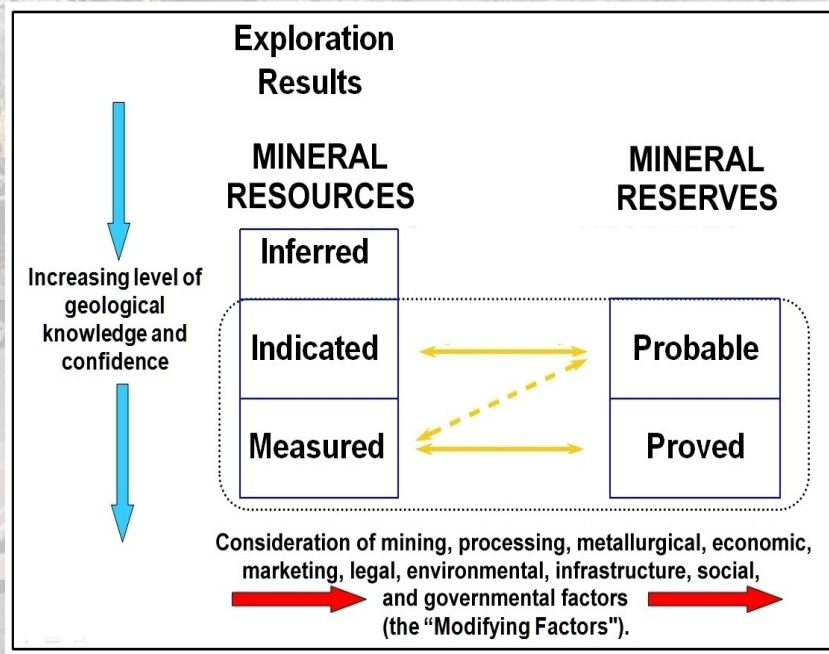 Exploration
Results
MINERAL
RESOURCES
MINERAL
RESERVES
Inferred
Increasing level of
geological
knowledge and
confidence
Indicated
Probable
Measured
Proved
Consideration of mining, processing, metallurgical, economic,
marketing, legal, environmental, infrastructure, social,
and governmental factors
(the “Modifying Factors").